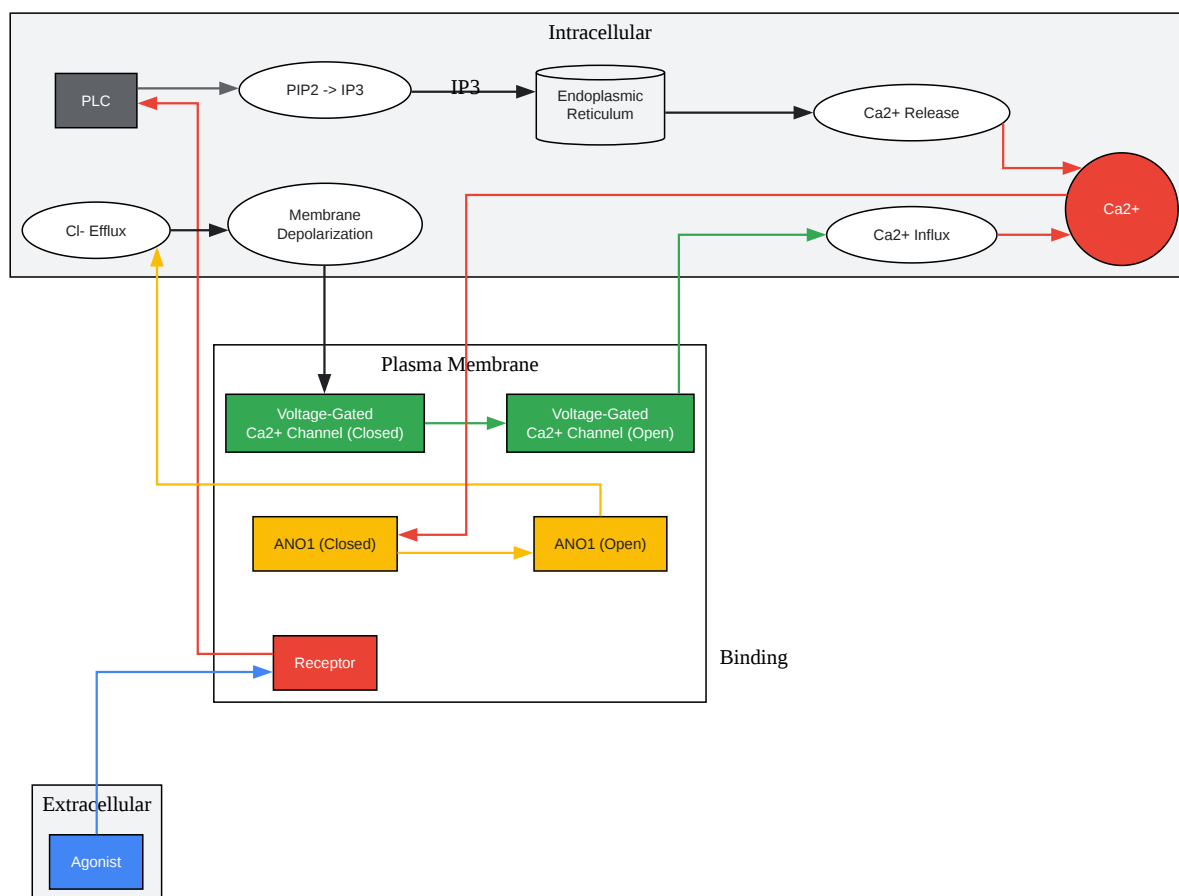 Intracellular
PLC
PIP2 -> IP3
IP3
Endoplasmic
Reticulum
Ca2+ Release
Ca2+
Cl- Efflux
Membrane
Depolarization
Ca2+ Influx
Plasma Membrane
Voltage-Gated
Ca2+ Channel (Closed)
Voltage-Gated
Ca2+ Channel (Open)
ANO1 (Closed)
ANO1 (Open)
Receptor
Binding
Extracellular
Agonist